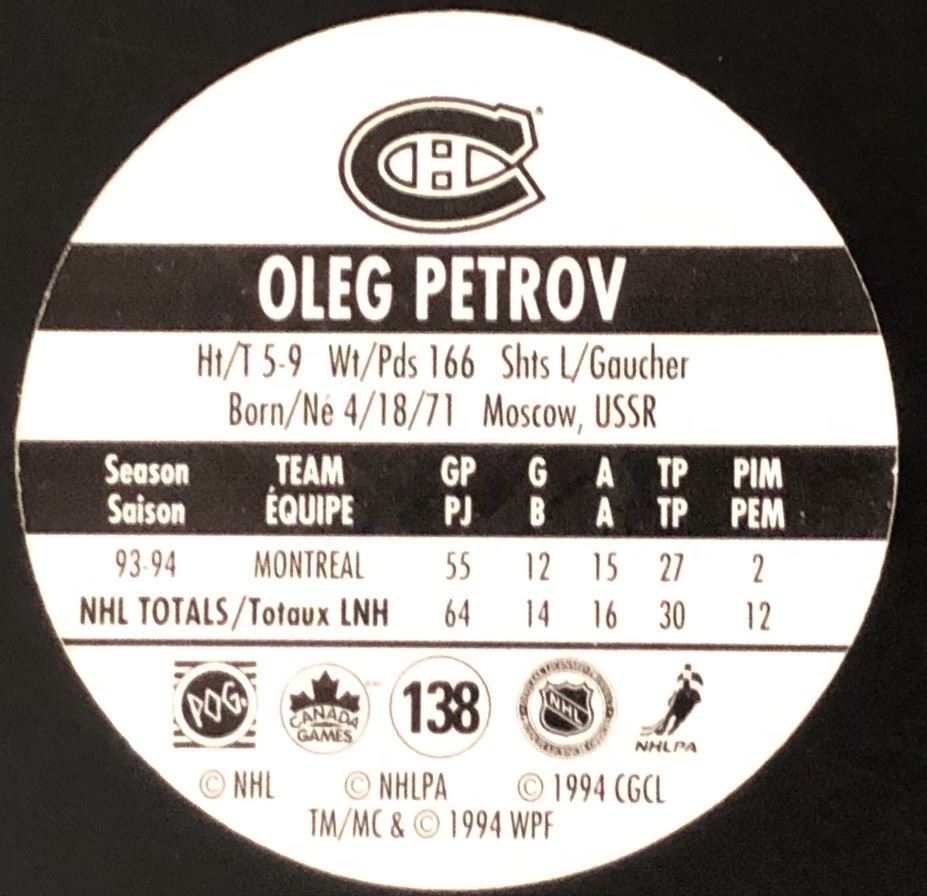 OLEG PETROV
Ht/T 5-9 Wt/Pds 166 Shts L/Gaucher
Born/Né 4/18/71 Moscow, USSR
Season TEAM GP G A TP PIM
Saison ÉQUIPE PJ B A TP PEM
93-94 MONTREAL 55 12 15 27 2
NHL TOTALS/Totaux LNH 64 14 16 30 12
POG. CANADA GAMES 138 NHL NHLPA
© NHL © NHLPA © 1994 CGCL
TM/MC & © 1994 WPF